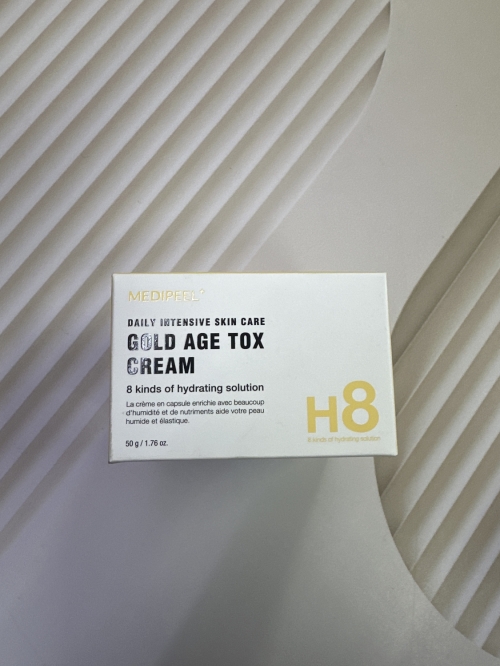 MEDIPEEL+
DAILY INTENSIVE SKIN CARE
GOLD AGE TOX
CREAM
8 kinds of hydrating solution
La crème en capsule enrichie avec beaucoup
d'humidité et de nutriments aide votre peau
humide et élastique.
50 g / 1.76 oz.
H8
8 kinds of hydrating solution